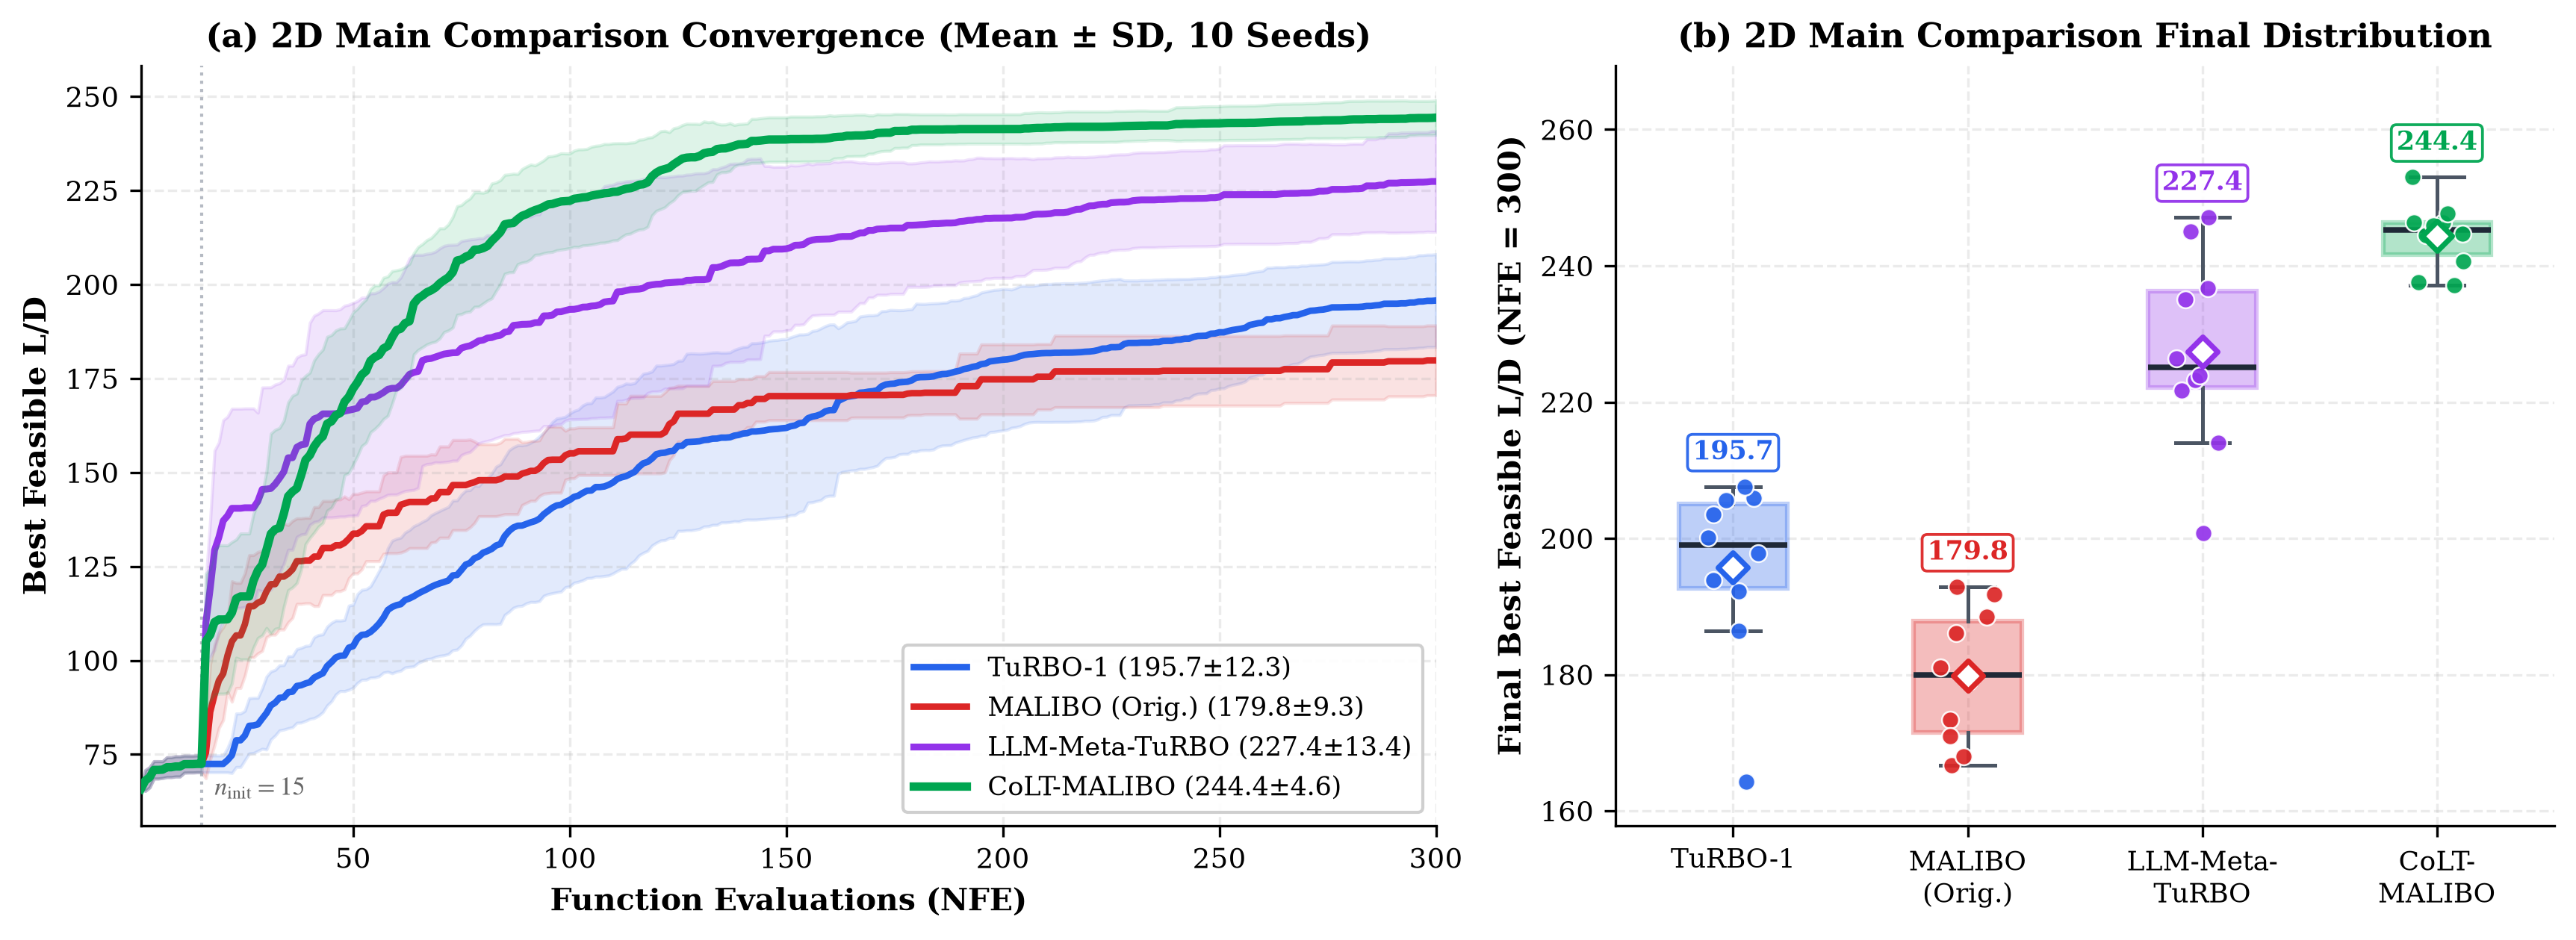 (a) 2D Main Comparison Convergence (Mean ± SD, 10 Seeds)
Best Feasible L/D
250
225
200
175
150
125
100
75
n_init = 15
TuRBO-1 (195.7±12.3)
MALIBO (Orig.) (179.8±9.3)
LLM-Meta-TuRBO (227.4±13.4)
CoLT-MALIBO (244.4±4.6)
50
100
150
200
250
300
Function Evaluations (NFE)
(b) 2D Main Comparison Final Distribution
Final Best Feasible L/D (NFE = 300)
260
240
220
200
180
160
195.7
179.8
227.4
244.4
TuRBO-1
MALIBO
(Orig.)
LLM-Meta-
TuRBO
CoLT-
MALIBO